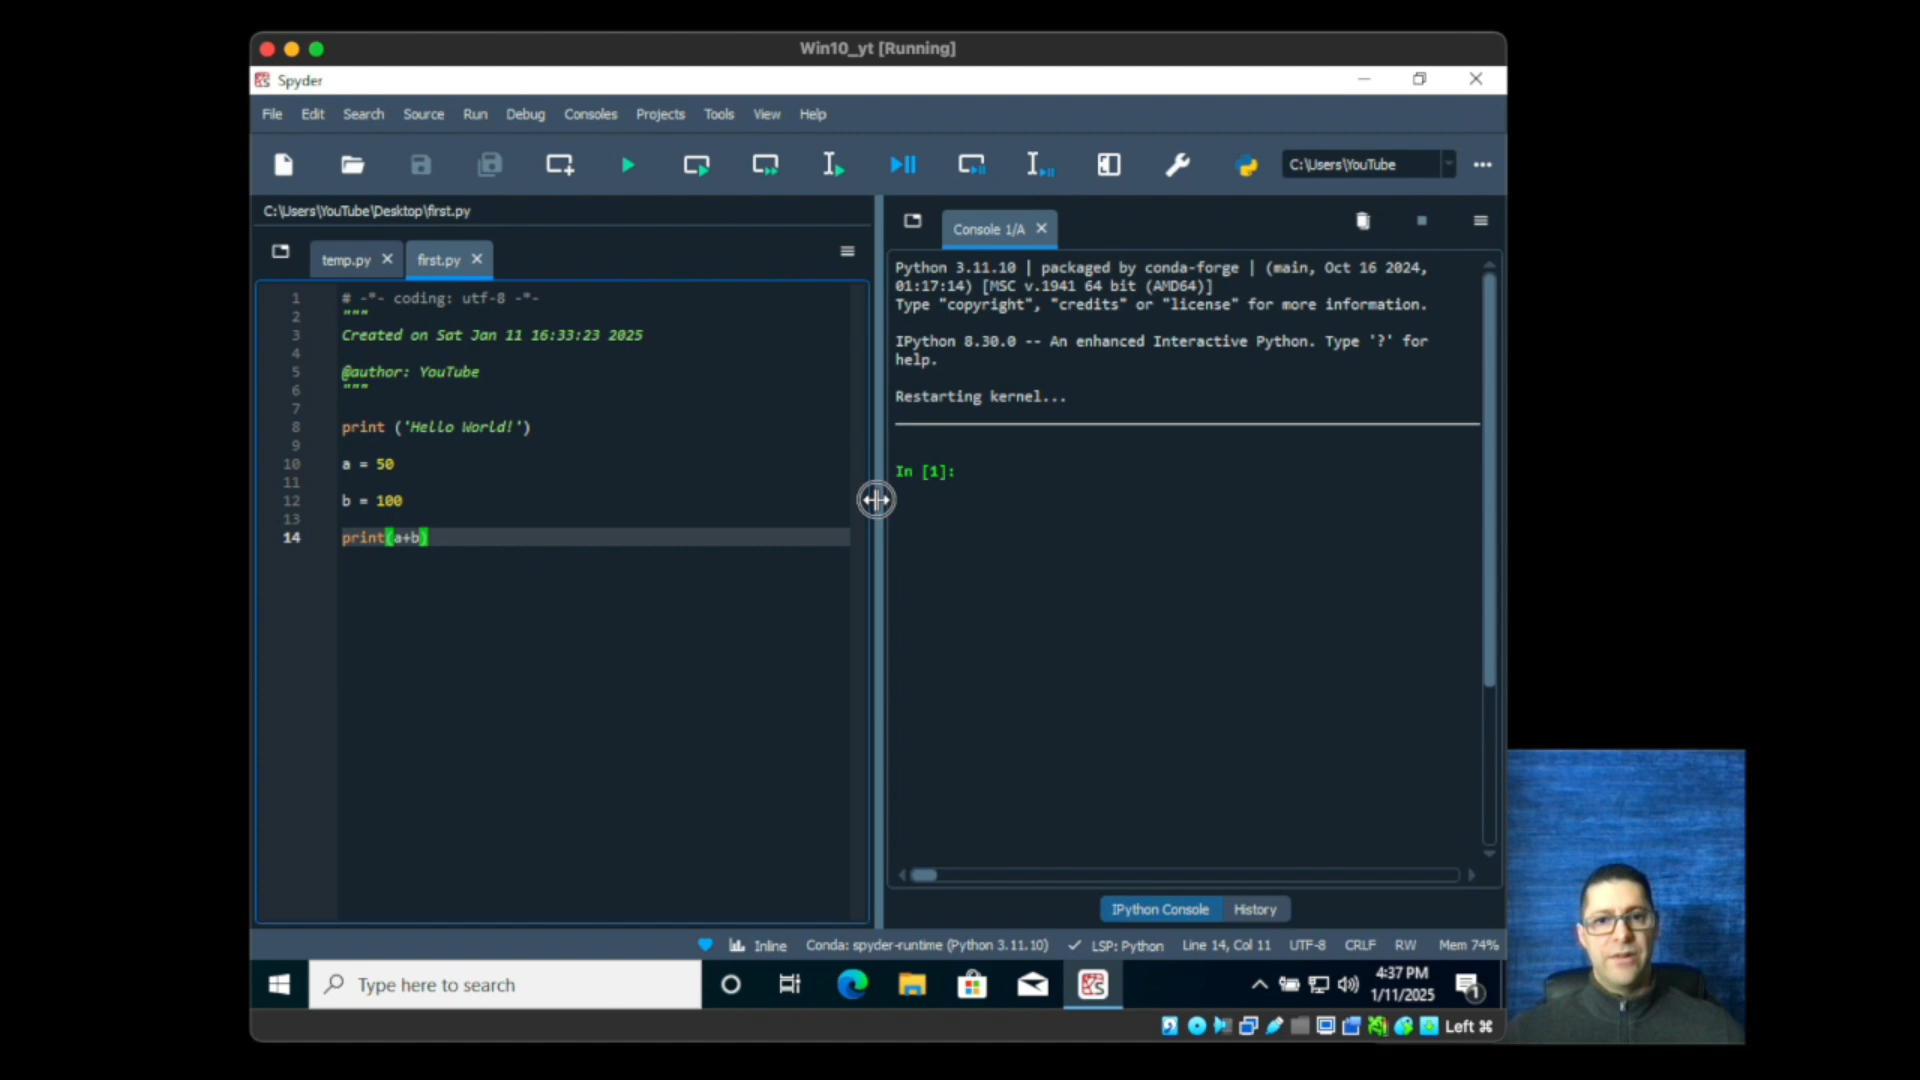 Win10_yt [Running]
Spyder
File Edit Search Source Run Debug Consoles Projects Tools View Help
C:\Users\YouTube
C:\Users\YouTube\Desktop\first.py
temp.py first.py
1 # -*- coding: utf-8 -*-
2 """
3 Created on Sat Jan 11 16:33:23 2025
4
5 @author: YouTube
6 """
7
8 print ('Hello World!')
9
10 a = 50
11
12 b = 100
13
14 print(a+b)
Console 1/A
Python 3.11.10 | packaged by conda-forge | (main, Oct 16 2024,
01:17:14) [MSC v.1941 64 bit (AMD64)]
Type "copyright", "credits" or "license" for more information.
IPython 8.30.0 -- An enhanced Interactive Python. Type '?' for
help.
Restarting kernel...
In [1]:
IPython Console History
Inline Conda: spyder-runtime (Python 3.11.10) LSP: Python Line 14, Col 11 UTF-8 CRLF RW Mem 74%
Type here to search
4:37 PM
1/11/2025
1
Left ⌘